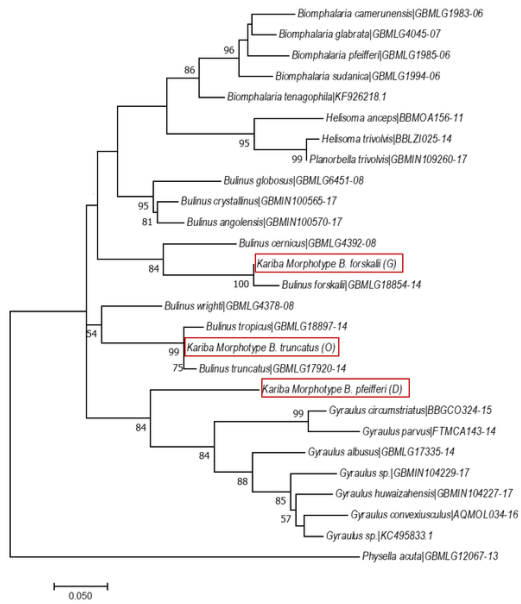 Biomphalaria camerunensis|GBMLG1983-06
Biomphalaria glabrata|GBMLG4045-07
96
Biomphalaria pfeifferi|GBMLG1985-06
86
Biomphalaria sudanica|GBMLG1994-06
Biomphalaria tenagophila|KF926218.1
Helisoma anceps|BBMOA156-11
95
Helisoma trivolvis|BBLZI025-14
99
Planorbella trivolvis|GBMIN109260-17
Bulinus globosus|GBMLG6451-08
95
Bulinus crystallinus|GBMIN100565-17
81
Bulinus angolensis|GBMIN100570-17
Bulinus cernicus|GBMLG4392-08
84
Kariba Morphotype B. forskalii (G)
100
Bulinus forskalii|GBMLG18854-14
Bulinus wrighti|GBMLG4378-08
54
Bulinus tropicus|GBMLG18897-14
99
Kariba Morphotype B. truncatus (O)
75
Bulinus truncatus|GBMLG17920-14
Kariba Morphotype B. pfeifferi (D)
84
99
Gyraulus circumstriatus|BBGCO324-15
Gyraulus parvus|FTMCA143-14
84
Gyraulus albusus|GBMLG17335-14
88
Gyraulus sp.|GBMIN104229-17
85
Gyraulus huwaizahensis|GBMIN104227-17
57
Gyraulus convexiusculus|AQMOL034-16
Gyraulus sp.|KC495833.1
Physella acuta|GBMLG12067-13
0.050